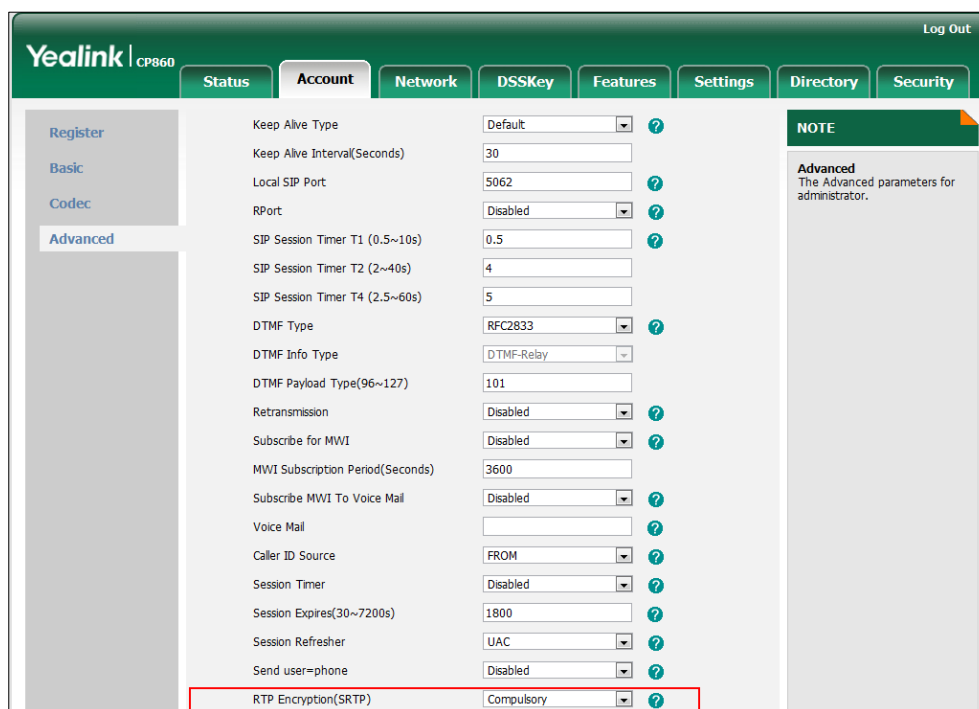 Log Out
Yealink | CP860
Status Account Network DSSKey Features Settings Directory Security
Register
Basic
Codec
Advanced
Keep Alive Type Default ?
Keep Alive Interval(Seconds) 30
Local SIP Port 5062 ?
RPort Disabled ?
SIP Session Timer T1 (0.5~10s) 0.5 ?
SIP Session Timer T2 (2~40s) 4
SIP Session Timer T4 (2.5~60s) 5
DTMF Type RFC2833 ?
DTMF Info Type DTMF-Relay
DTMF Payload Type(96~127) 101
Retransmission Disabled ?
Subscribe for MWI Disabled ?
MWI Subscription Period(Seconds) 3600
Subscribe MWI To Voice Mail Disabled ?
Voice Mail ?
Caller ID Source FROM ?
Session Timer Disabled ?
Session Expires(30~7200s) 1800 ?
Session Refresher UAC ?
Send user=phone Disabled ?
RTP Encryption(SRTP) Compulsory ?
NOTE
Advanced
The Advanced parameters for
administrator.